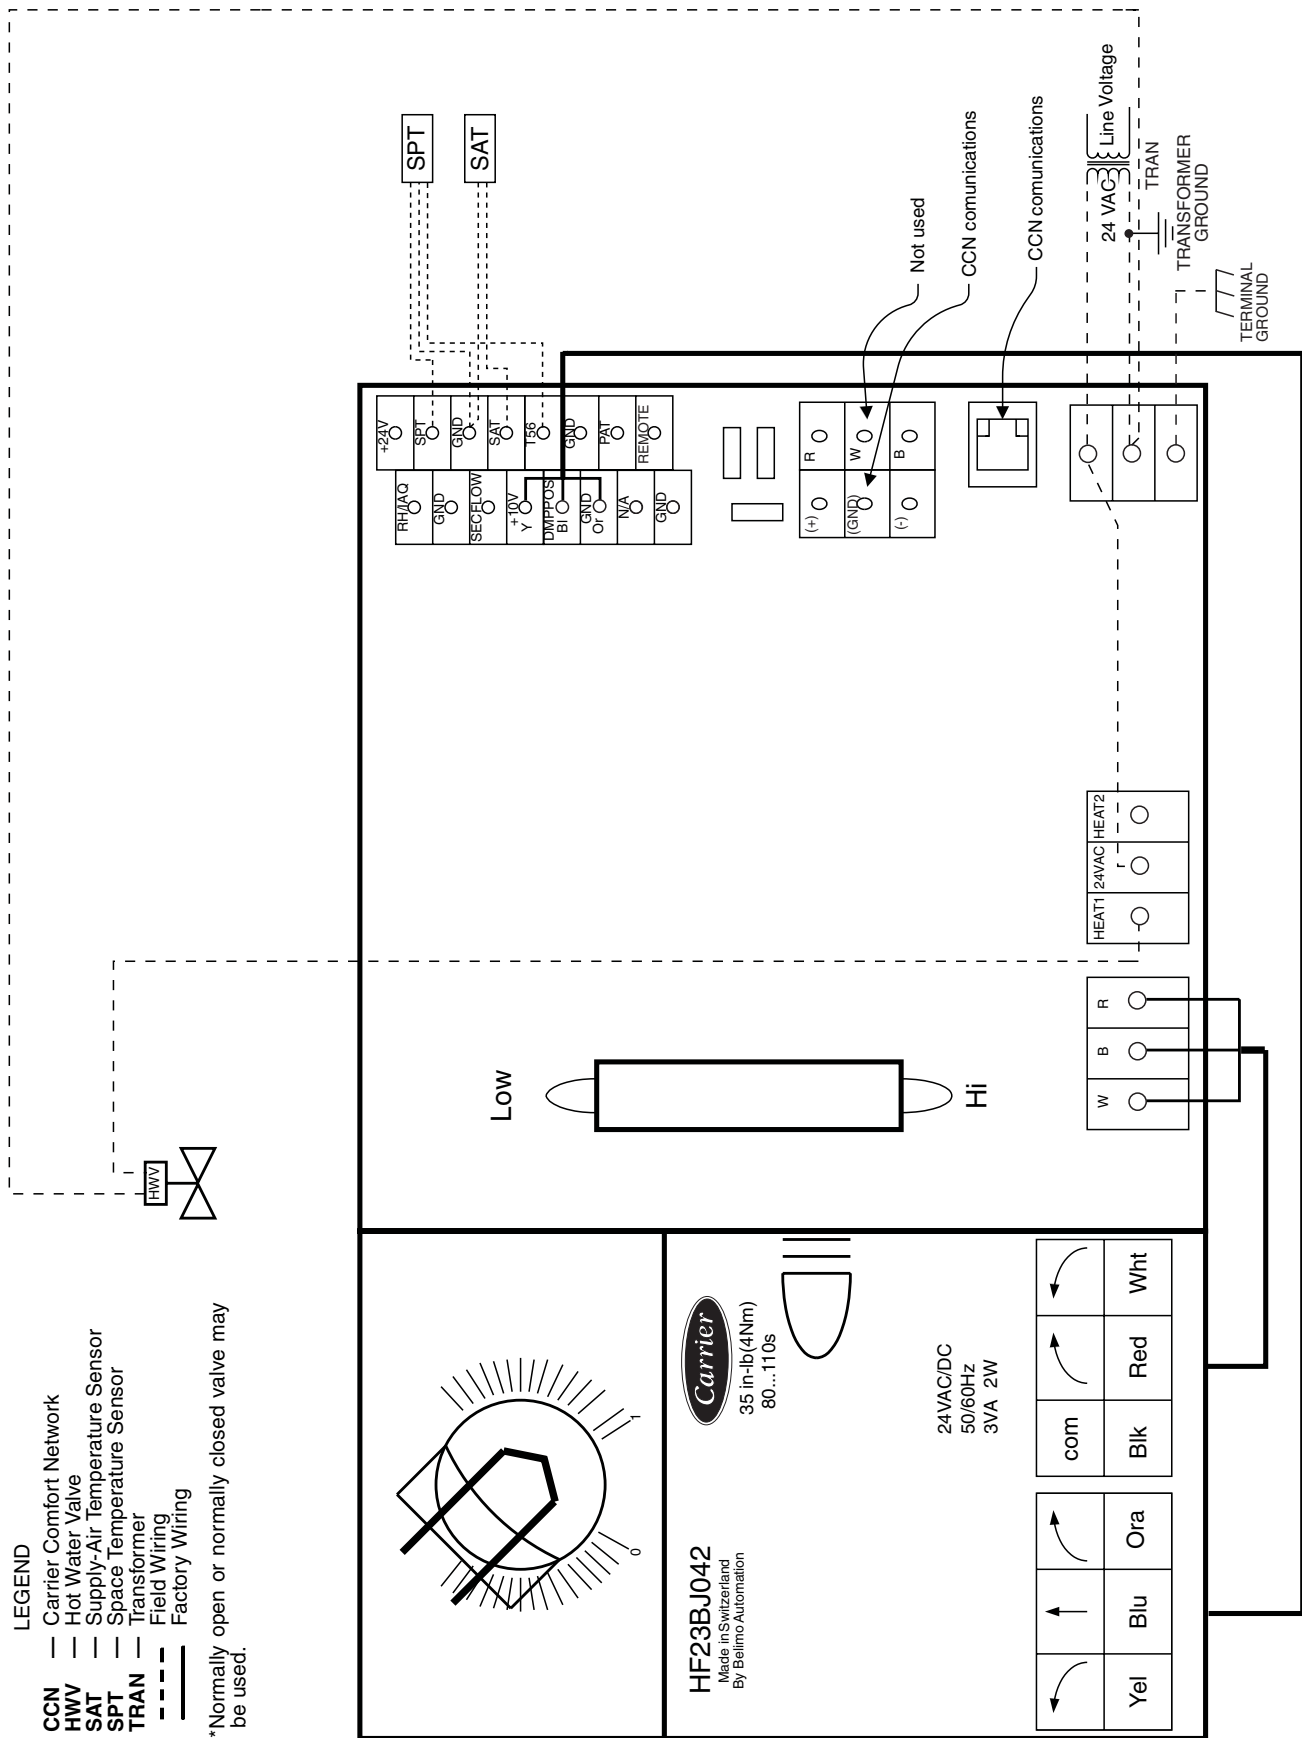 LEGEND
CCN — Carrier Comfort Network
HWV — Hot Water Valve
SAT — Supply-Air Temperature Sensor
SPT — Space Temperature Sensor
TRAN — Transformer
Field Wiring
Factory Wiring
*Normally open or normally closed valve may
be used.
HWV
SPT
SAT
+24V
SPT
GND
SAT
T56
GND
PAT
REMOTE
RH/IAQ
GND
SECFLOW
+10V
Y
DMPPOS
Bl
GND
Or
N/A
GND
Low
Hi
R
W
B
(+)
(GND)
(-)
Not used
CCN comunications
CCN comunications
Line Voltage
24 VAC
TRAN
TRANSFORMER
GROUND
TERMINAL
GROUND
HEAT1
24VAC
HEAT2
W
B
R
0
1
HF23BJ042
Made in Switzerland
By Belimo Automation
Carrier
35 in-lb(4Nm)
80...110s
24VAC/DC
50/60Hz
3VA 2W
com
Yel
Blu
Ora
Blk
Red
Wht